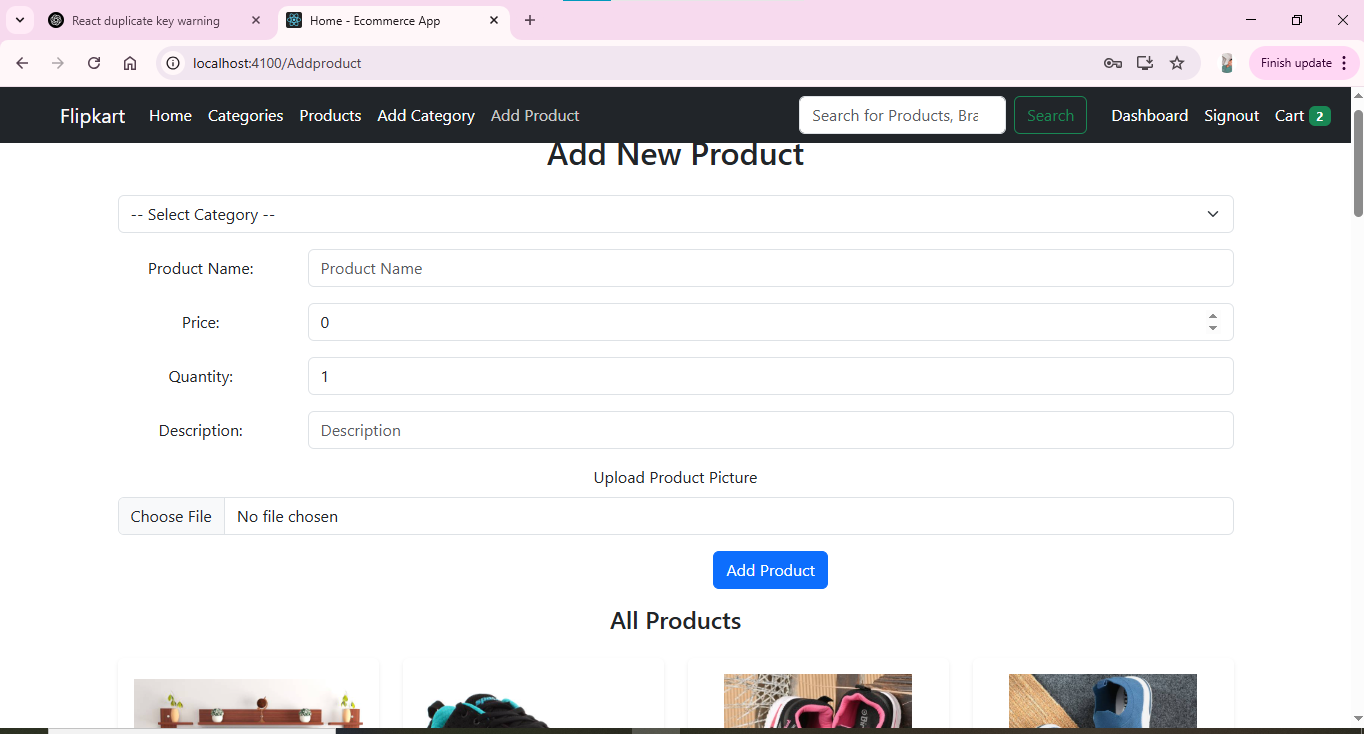 React duplicate key warning
Home - Ecommerce App
localhost:4100/Addproduct
Finish update
Flipkart Home Categories Products Add Category Add Product Search for Products, Bra Search Dashboard Signout Cart 2
Add New Product
-- Select Category --
Product Name: Product Name
Price: 0
Quantity: 1
Description: Description
Upload Product Picture
Choose File No file chosen
Add Product
All Products